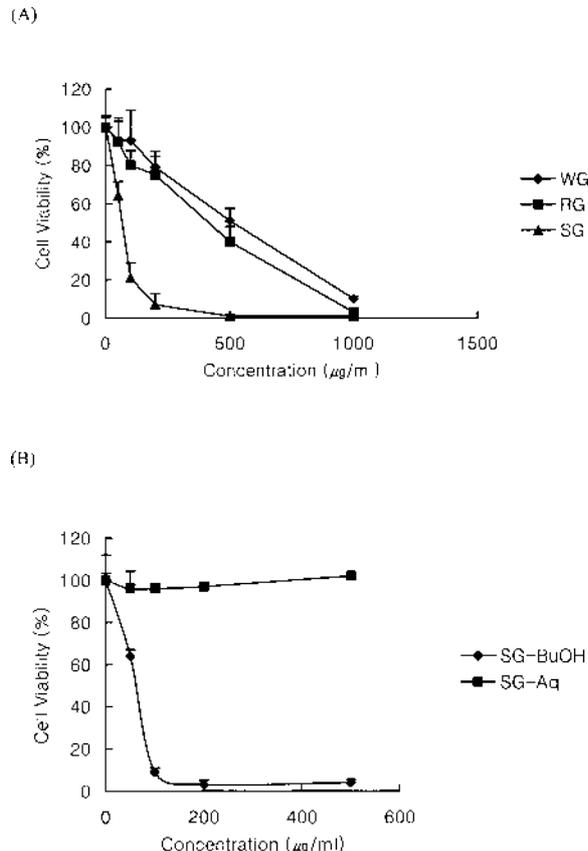 (A)
120
100
80
60
40
20
0
Cell Viability (%)
0 500 1000 1500
Concentration (㎍/m )
WG
RG
SG
(B)
120
100
80
60
40
20
0
Cell Viability (%)
0 200 400 600
Concentration (㎍/ml)
SG-BuOH
SG-Aq